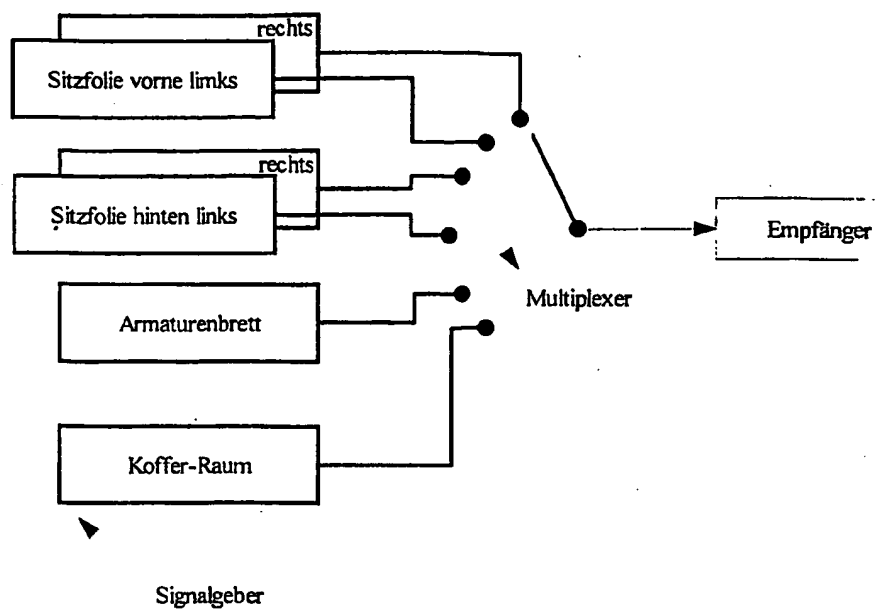 rechts
Sitzfolie vorne limks
rechts
Sitzfolie hinten links
Empfänger
Multiplexer
Armaturenbrett
Koffer-Raum
Signalgeber